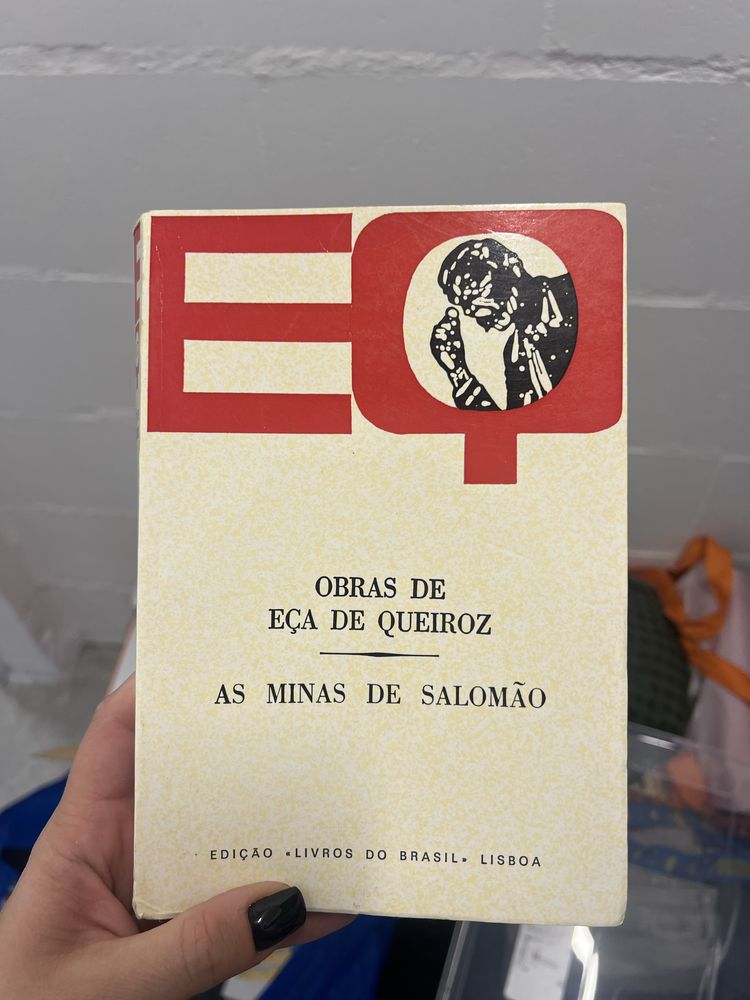 EQ
OBRAS DE
EÇA DE QUEIROZ
AS MINAS DE SALOMÃO
EDIÇÃO «LIVROS DO BRASIL» LISBOA